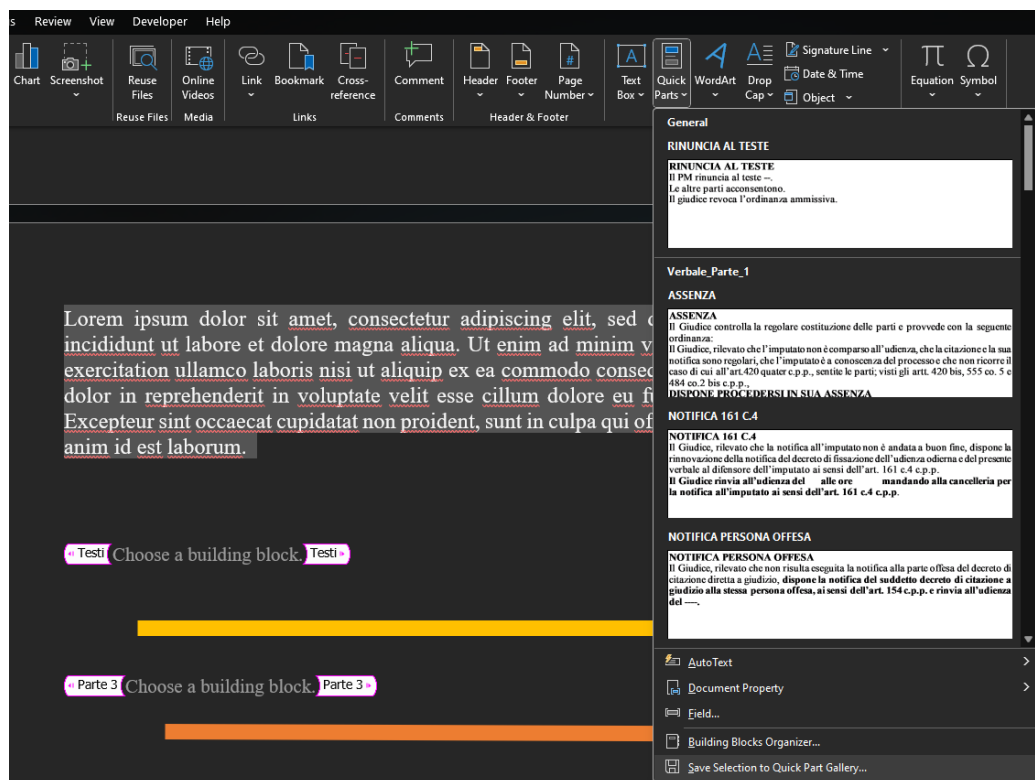 s Review View Developer Help
Chart Screenshot Reuse Files Online Videos Link Bookmark Cross-reference Comment Header Footer Page Number Text Box Quick Parts WordArt Drop Cap Signature Line Equation Symbol
Date & Time
Object
Reuse Files Media Links Comments Header & Footer
General
RINUNCIA AL TESTE
RINUNCIA AL TESTE
Il PM rinuncia al teste --.
Le altre parti acconsentono.
Il giudice revoca l'ordinanza ammissiva.
Verbale_Parte_1
ASSENZA
ASSENZA
Il Giudice controlla la regolare costituzione delle parti e provvede con la seguente
ordinanza:
Il Giudice, rilevato che l'imputato non è comparso all'udienza, che la citazione e la sua
notifica sono regolari, che l'imputato è a conoscenza del processo e che non ricorre il
caso di cui all'art.420 quater c.p.p., sentite le parti; visti gli artt. 420 bis, 555 co. 5 e
484 co.2 bis c.p.p.,
DISPONE PROCEDERSI IN SUA ASSENZA
NOTIFICA 161 C.4
NOTIFICA 161 C.4
Il Giudice, rilevato che la notifica all'imputato non è andata a buon fine, dispone la
rinnovazione della notifica del decreto di fissazione dell'udienza odierna e del presente
verbale al difensore dell'imputato ai sensi dell'art. 161 c.4 c.p.p.
Il Giudice rinvia all'udienza del alle ore mandando alla cancelleria per
la notifica all'imputato ai sensi dell'art. 161 c.4 c.p.p.
NOTIFICA PERSONA OFFESA
NOTIFICA PERSONA OFFESA
Il Giudice, rilevato che non risulta eseguita la notifica alla parte offesa del decreto di
citazione diretta a giudizio, dispone la notifica del suddetto decreto di citazione a
giudizio alla stessa persona offesa, ai sensi dell'art. 154 c.p.p. e rinvia all'udienza
del ----.
AutoText
Document Property
Field...
Building Blocks Organizer...
Save Selection to Quick Part Gallery...
Lorem ipsum dolor sit amet, consectetur adipiscing elit, sed
incididunt ut labore et dolore magna aliqua. Ut enim ad minim v
exercitation ullamco laboris nisi ut aliquip ex ea commodo consec
dolor in reprehenderit in voluptate velit esse cillum dolore eu fu
Excepteur sint occaecat cupidatat non proident, sunt in culpa qui of
anim id est laborum.
Testi Choose a building block. Testi
Parte 3 Choose a building block. Parte 3